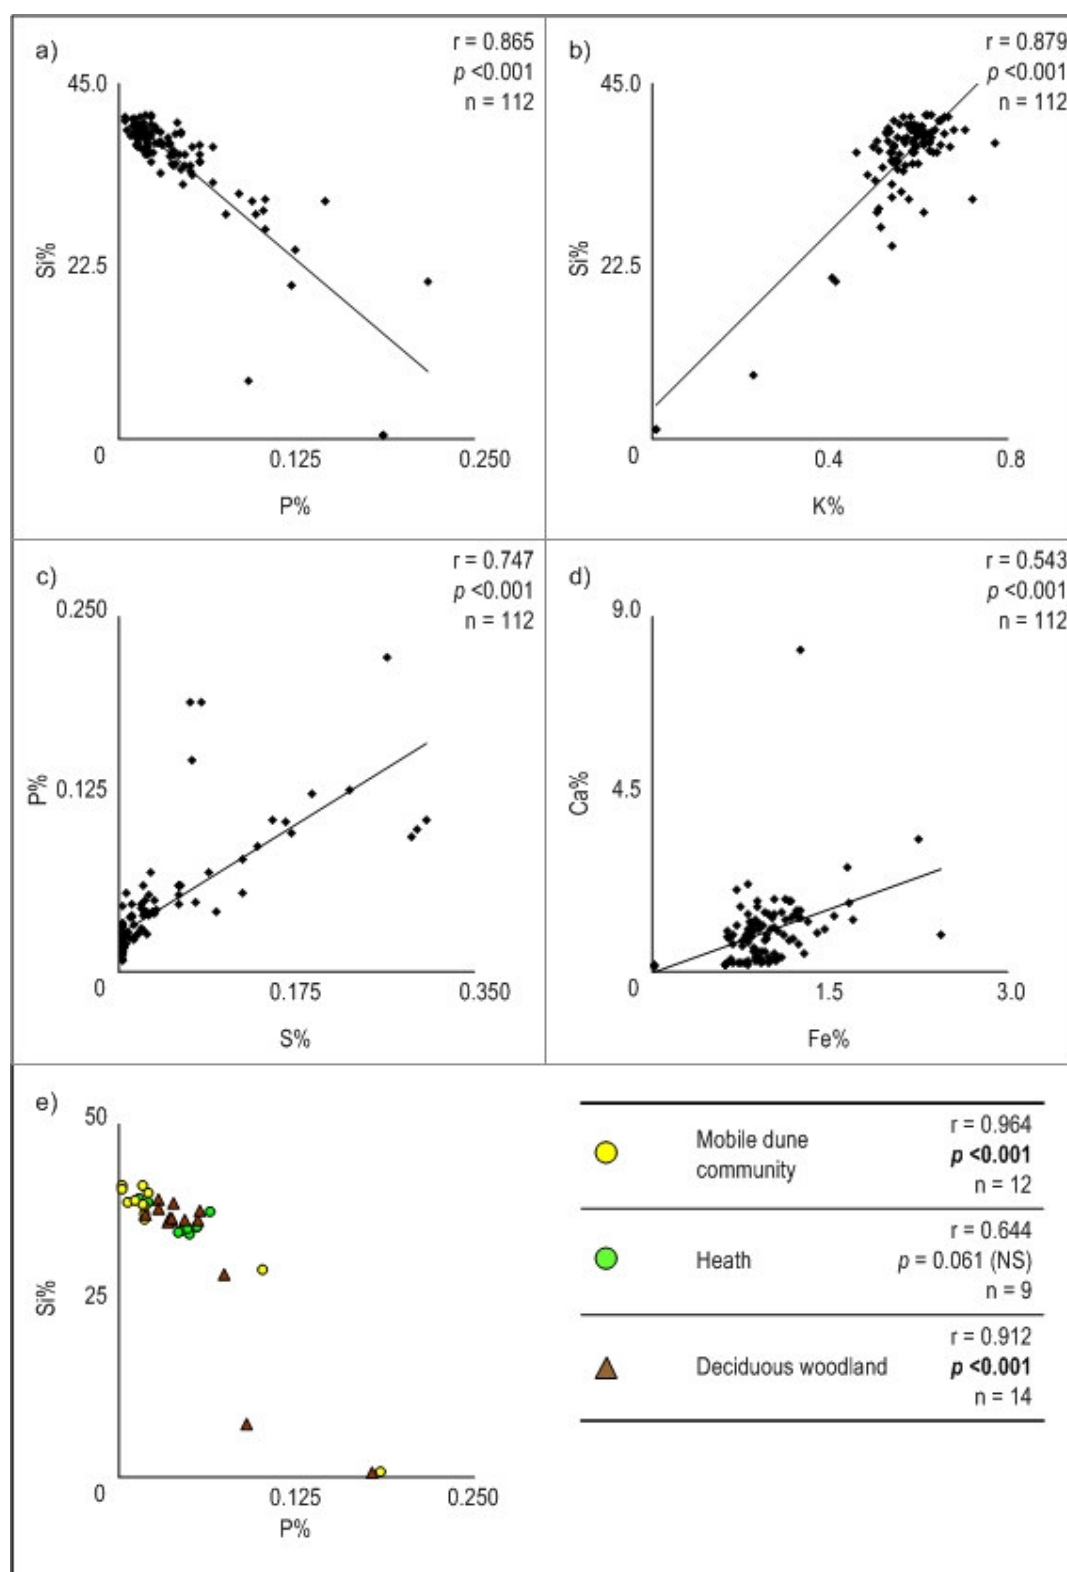 a)
r = 0.865
p <0.001
n = 112
45.0
Si%
22.5
0
0.125
0.250
P%
b)
r = 0.879
p <0.001
n = 112
45.0
Si%
22.5
0
0.4
0.8
K%
c)
r = 0.747
p <0.001
n = 112
0.250
P%
0.125
0
0.175
0.350
S%
d)
r = 0.543
p <0.001
n = 112
9.0
Ca%
4.5
0
1.5
3.0
Fe%
e)
50
Si%
25
0
0.125
0.250
P%
Mobile dune
community
r = 0.964
p <0.001
n = 12
Heath
r = 0.644
p = 0.061 (NS)
n = 9
Deciduous woodland
r = 0.912
p <0.001
n = 14